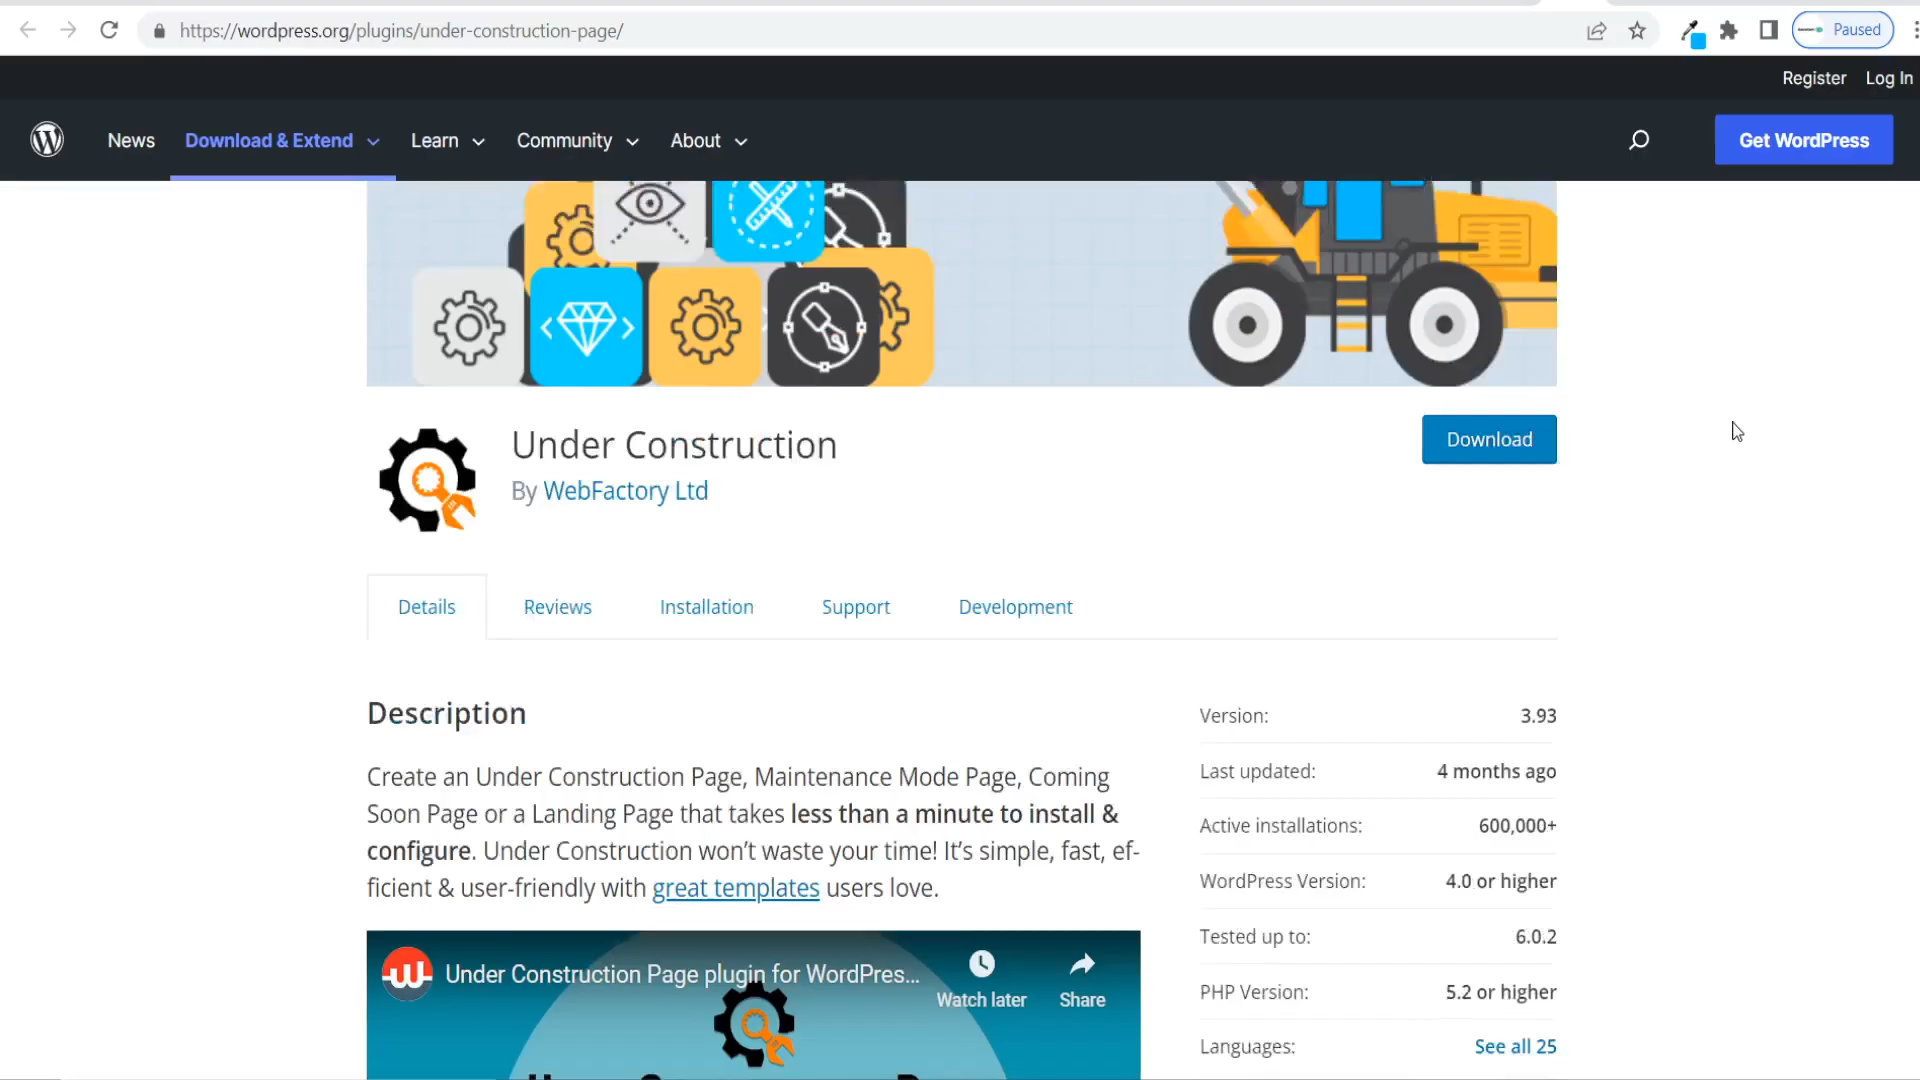 https://wordpress.org/plugins/under-construction-page/
Paused
Register Log In
News Download & Extend Learn Community About Get WordPress
Under Construction
Download
By WebFactory Ltd
Details Reviews Installation Support Development
Description
Create an Under Construction Page, Maintenance Mode Page, Coming
Soon Page or a Landing Page that takes less than a minute to install &
configure. Under Construction won’t waste your time! It’s simple, fast, ef-
ficient & user-friendly with great templates users love.
Under Construction Page plugin for WordPres...
Watch later Share
Version: 3.93
Last updated: 4 months ago
Active installations: 600,000+
WordPress Version: 4.0 or higher
Tested up to: 6.0.2
PHP Version: 5.2 or higher
Languages: See all 25